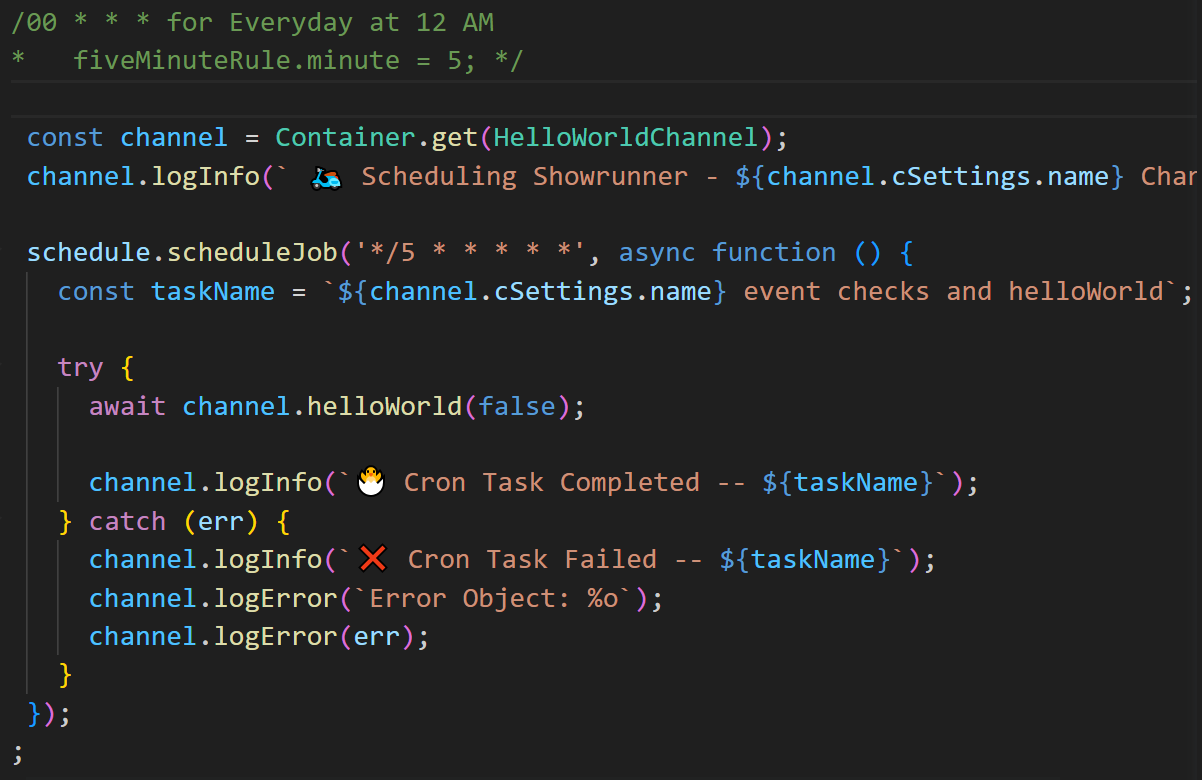 /00 * * * for Everyday at 12 AM
*   fiveMinuteRule.minute = 5; */
const channel = Container.get(HelloWorldChannel);
channel.logInfo(` 🛵 Scheduling Showrunner - ${channel.cSettings.name} Chan
schedule.scheduleJob('*/5 * * * * *', async function () {
const taskName = `${channel.cSettings.name} event checks and helloWorld`;
try {
await channel.helloWorld(false);
channel.logInfo(`🐣 Cron Task Completed -- ${taskName}`);
} catch (err) {
channel.logInfo(`❌ Cron Task Failed -- ${taskName}`);
channel.logError(`Error Object: %o`);
channel.logError(err);
}
});
;